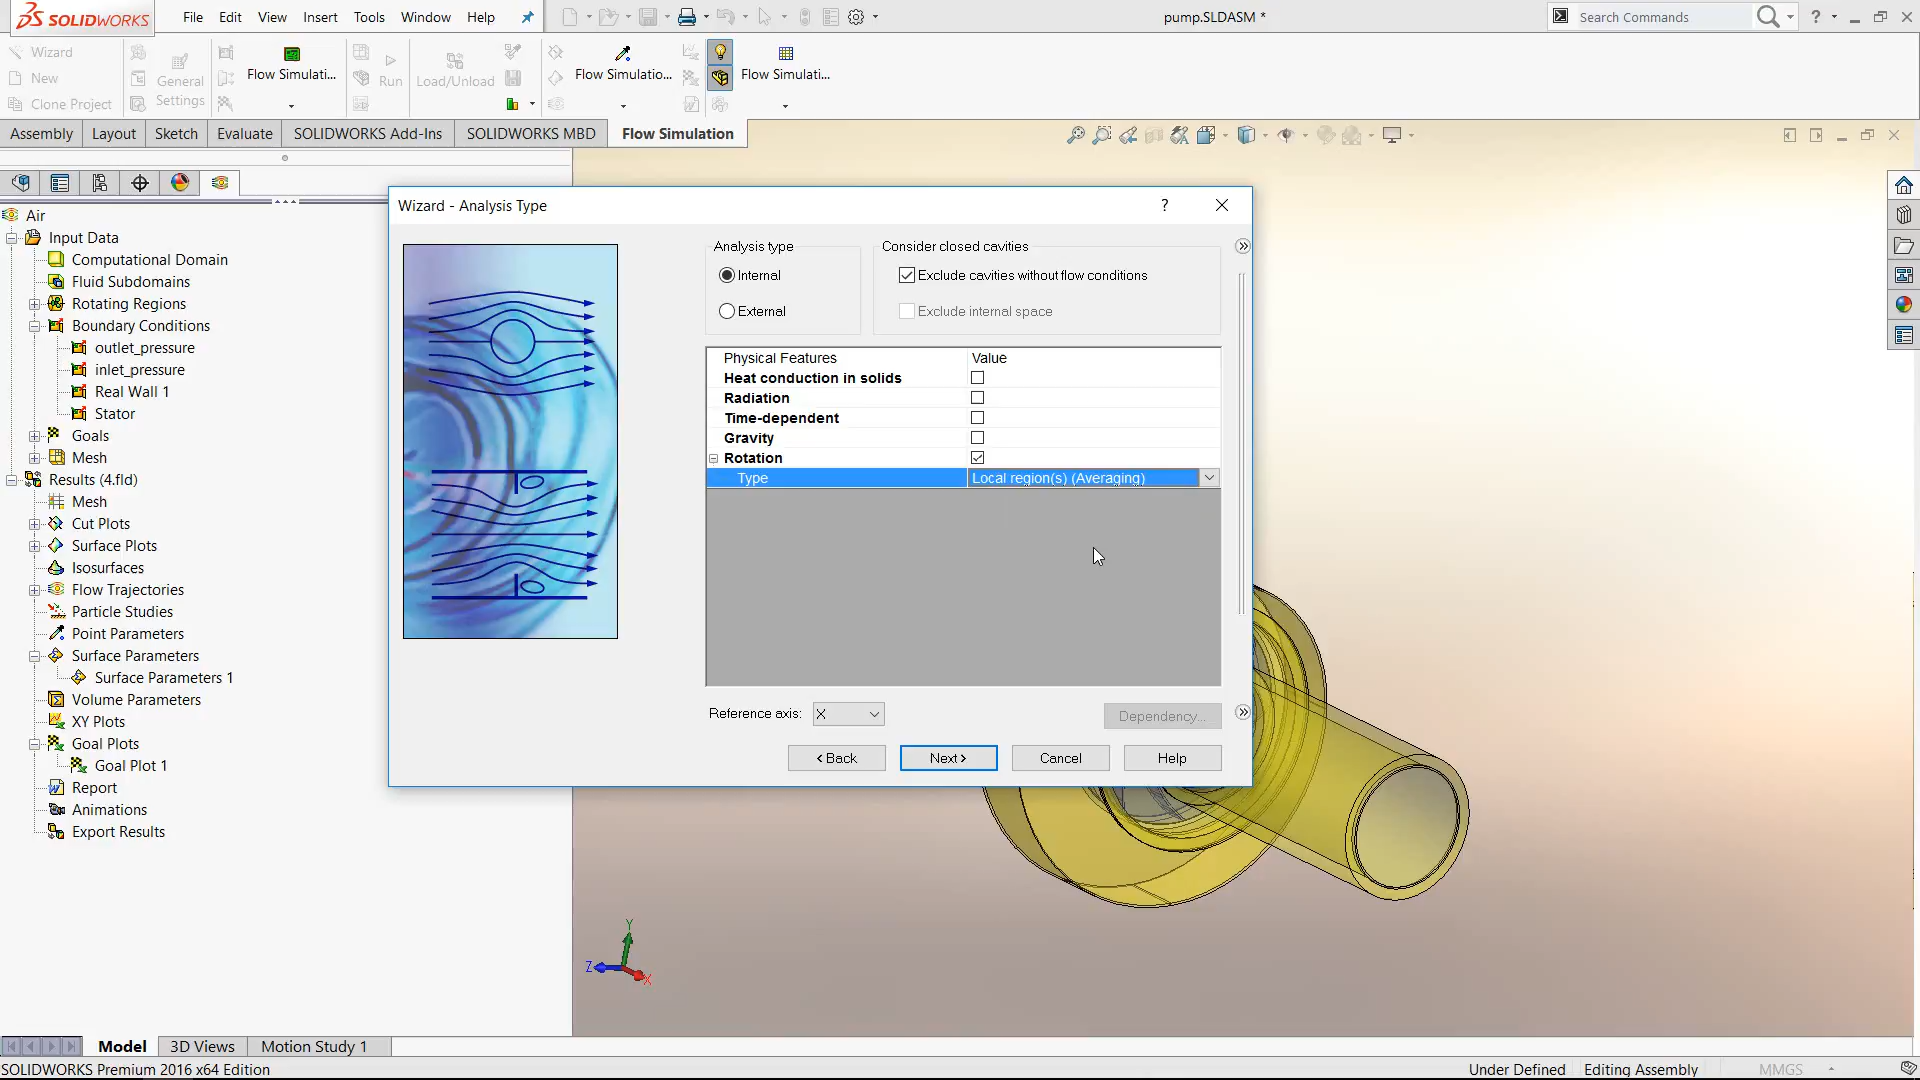 SOLIDWORKS
File Edit View Insert Tools Window Help
pump.SLDASM *
Search Commands
?
Wizard
New
Clone Project
General Settings
Flow Simulati...
Run
Load/Unload
Flow Simulatio...
Flow Simulati...
Assembly Layout Sketch Evaluate SOLIDWORKS Add-Ins SOLIDWORKS MBD Flow Simulation
Air
Input Data
Computational Domain
Fluid Subdomains
Rotating Regions
Boundary Conditions
outlet_pressure
inlet_pressure
Real Wall 1
Stator
Goals
Mesh
Results (4.fld)
Mesh
Cut Plots
Surface Plots
Isosurfaces
Flow Trajectories
Particle Studies
Point Parameters
Surface Parameters
Surface Parameters 1
Volume Parameters
XY Plots
Goal Plots
Goal Plot 1
Report
Animations
Export Results
Wizard - Analysis Type
?
Analysis type
Internal
External
Consider closed cavities
Exclude cavities without flow conditions
Exclude internal space
Physical Features Value
Heat conduction in solids
Radiation
Time-dependent
Gravity
Rotation
Type Local region(s) (Averaging)
Reference axis: X
Dependency...
< Back Next > Cancel Help
Y
Z
X
Model 3D Views Motion Study 1
SOLIDWORKS Premium 2016 x64 Edition
Under Defined Editing Assembly MMGS